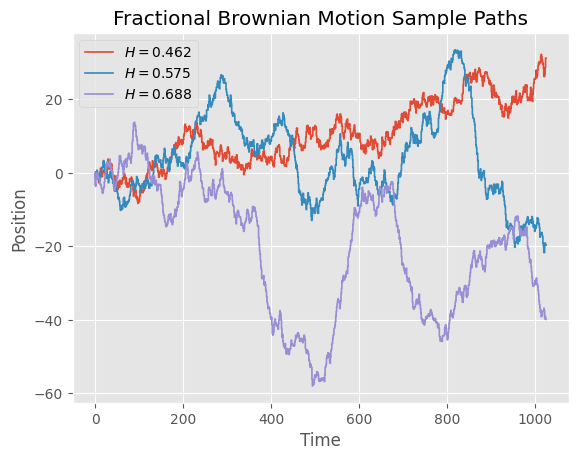 Fractional Brownian Motion Sample Paths
H = 0.462
H = 0.575
H = 0.688
20
0
−20
−40
−60
Position
0 200 400 600 800 1000
Time